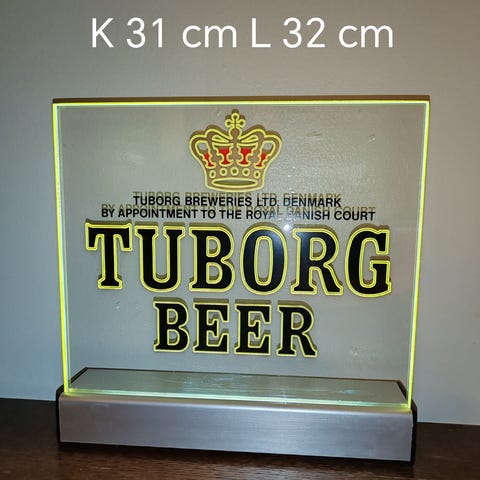 K 31 cm L 32 cm
TUBORG BREWERIES LTD. DENMARK
BY APPOINTMENT TO THE ROYAL DANISH COURT
TUBORG
BEER